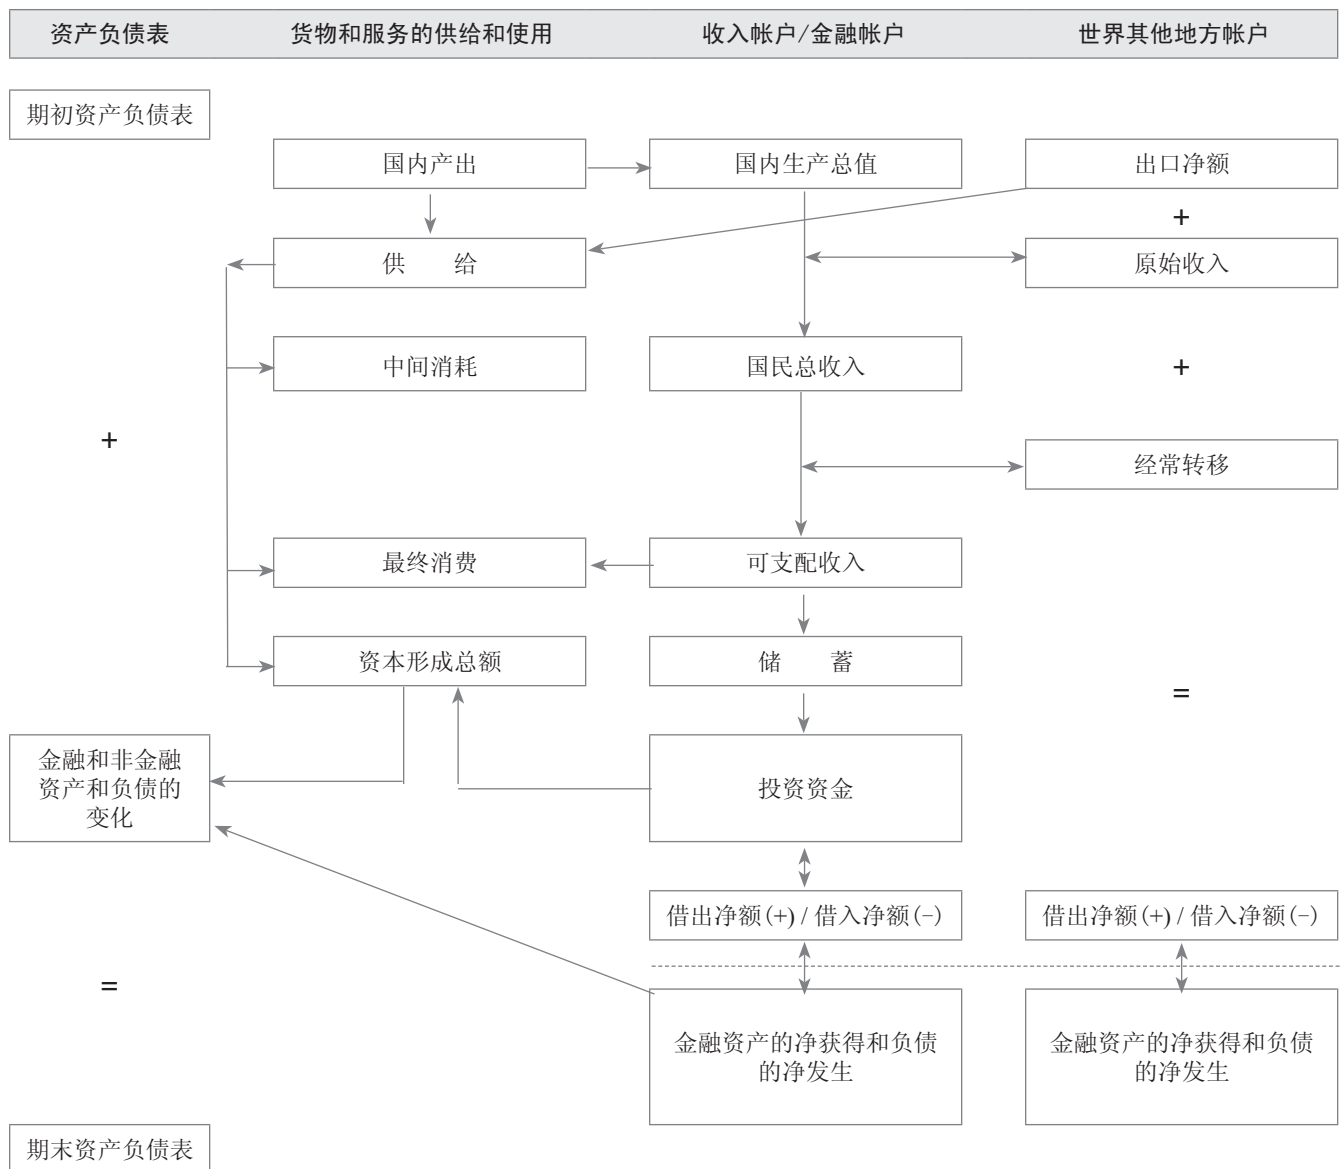 资产负债表 货物和服务的供给和使用 收入帐户/金融帐户 世界其他地方帐户
期初资产负债表
国内产出 国内生产总值 出口净额
+
供 给 原始收入
中间消耗 国民总收入 +
+
经常转移
最终消费 可支配收入
资本形成总额 储 蓄
=
金融和非金融
资产和负债的
变化
投资资金
借出净额(+) / 借入净额(-) 借出净额(+) / 借入净额(-)
=
金融资产的净获得和负债
的净发生
金融资产的净获得和负债
的净发生
期末资产负债表